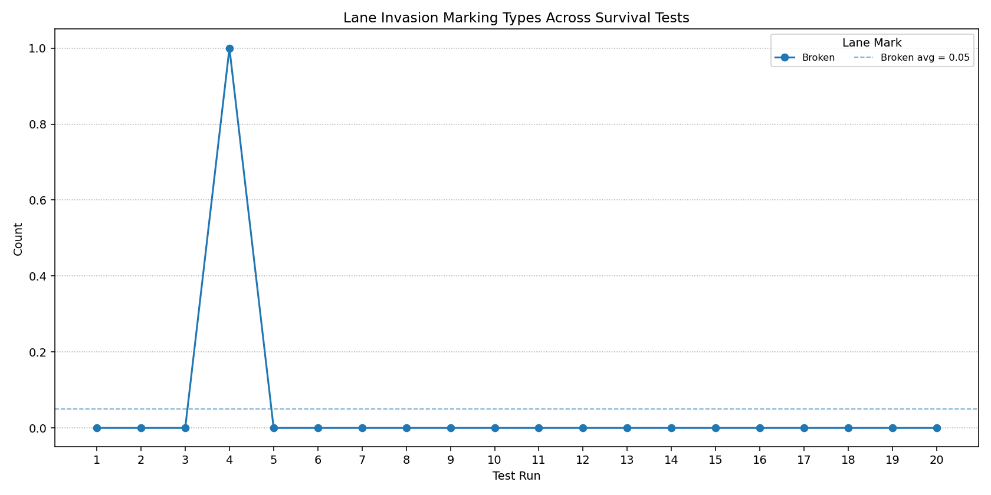 Lane Invasion Marking Types Across Survival Tests
Lane Mark
Broken
Broken avg = 0.05
Count
1.0
0.8
0.6
0.4
0.2
0.0
1 2 3 4 5 6 7 8 9 10 11 12 13 14 15 16 17 18 19 20
Test Run